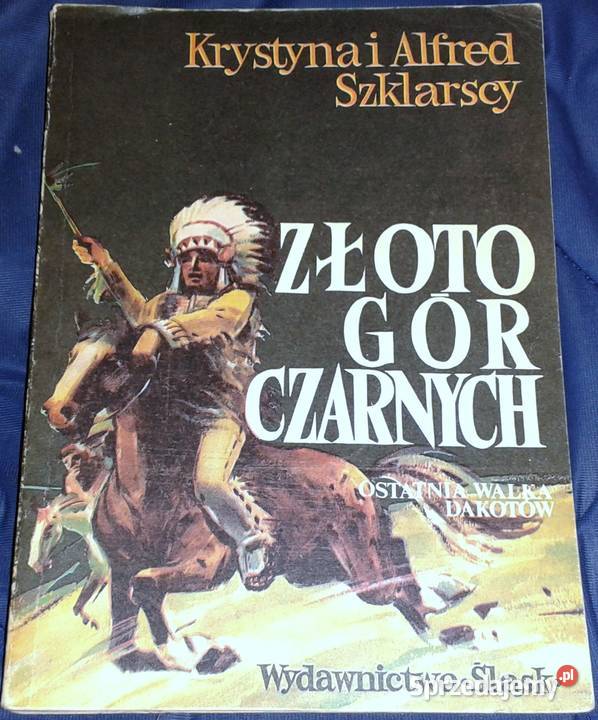 Krystyna i Alfred
Szklarscy
ZŁOTO
GÓR
CZARNYCH
OSTATNIA WALKA
DAKOTÓW
Wydawnictwo Śląsk
Sprzedajemy.pl